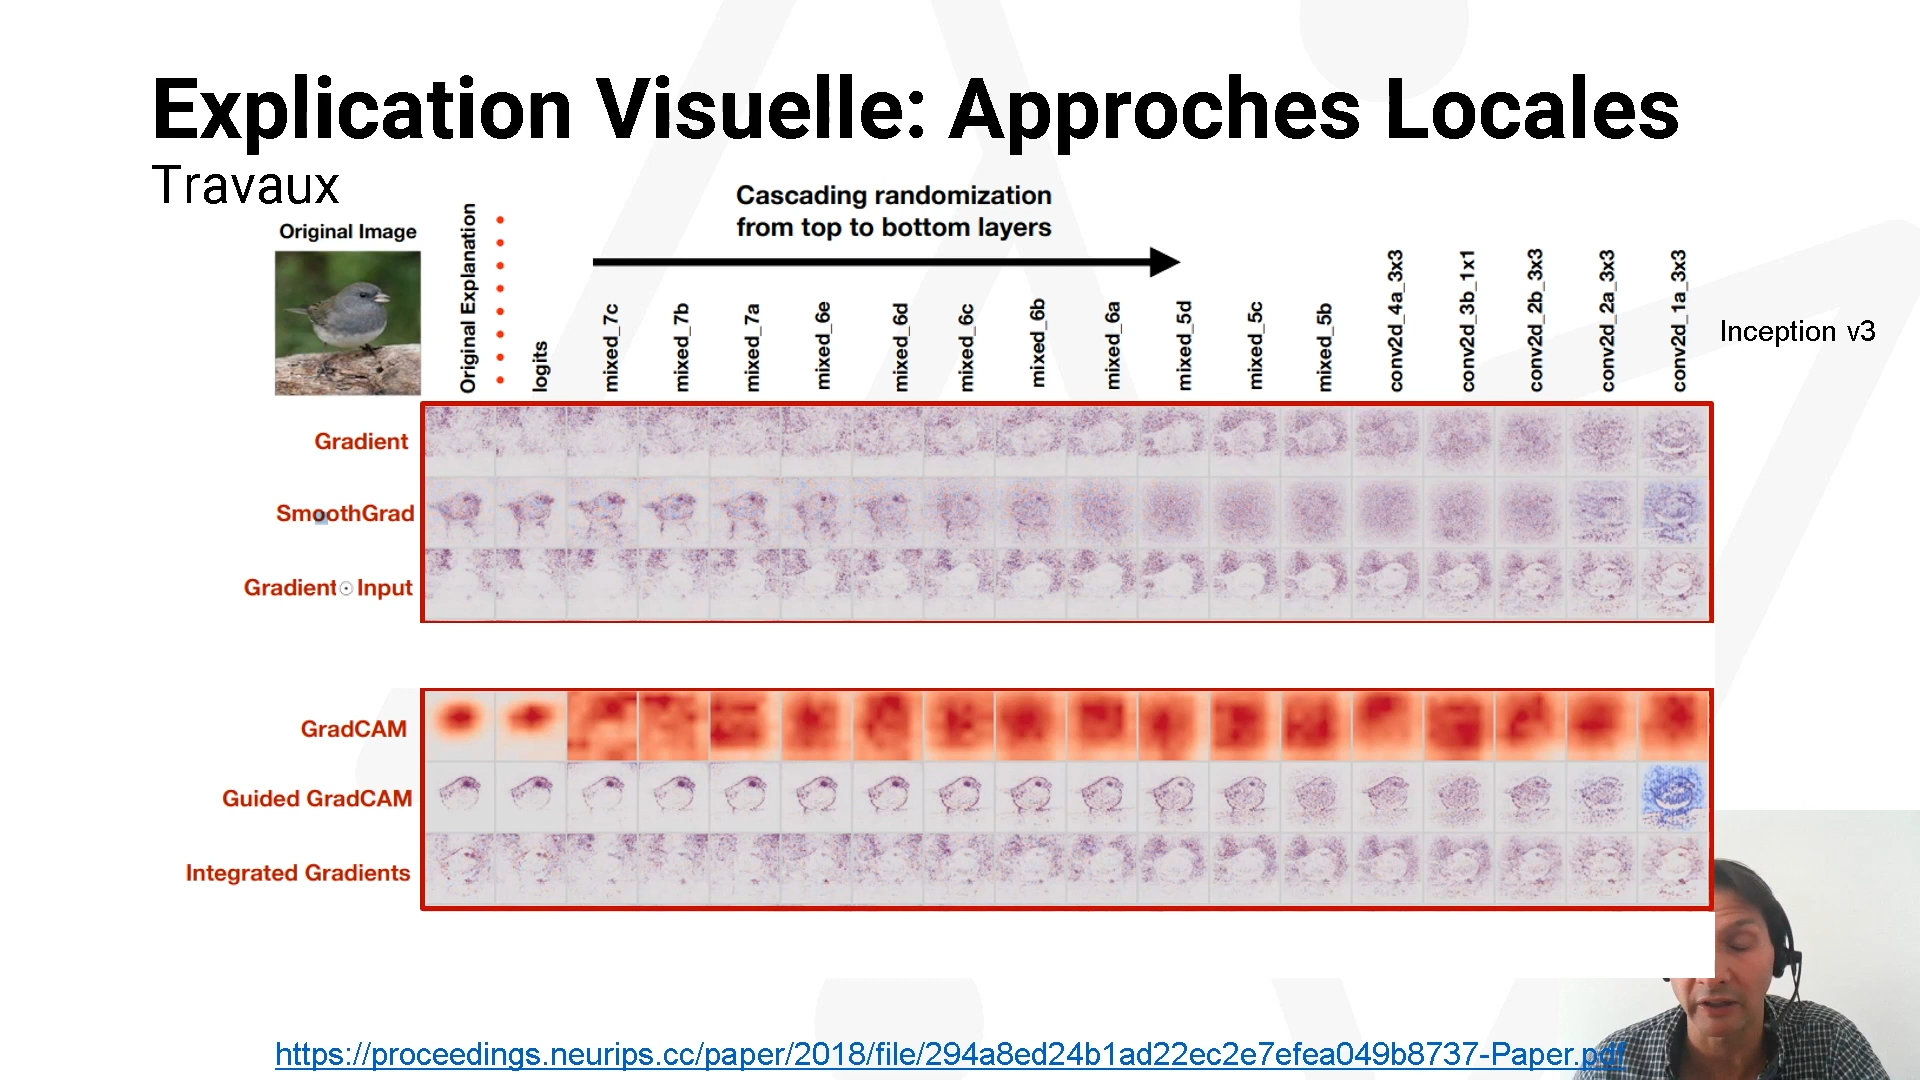 Explication Visuelle: Approches Locales
Travaux
Cascading randomization
from top to bottom layers
Original Image
Original Explanation
logits
mixed_7c
mixed_7b
mixed_7a
mixed_6e
mixed_6d
mixed_6c
mixed_6b
mixed_6a
mixed_5d
mixed_5c
mixed_5b
conv2d_4a_3x3
conv2d_3b_1x1
conv2d_2b_3x3
conv2d_2a_3x3
conv2d_1a_3x3
Inception v3
Gradient
SmoothGrad
Gradient⊙Input
GradCAM
Guided GradCAM
Integrated Gradients
https://proceedings.neurips.cc/paper/2018/file/294a8ed24b1ad22ec2e7efea049b8737-Paper.pdf